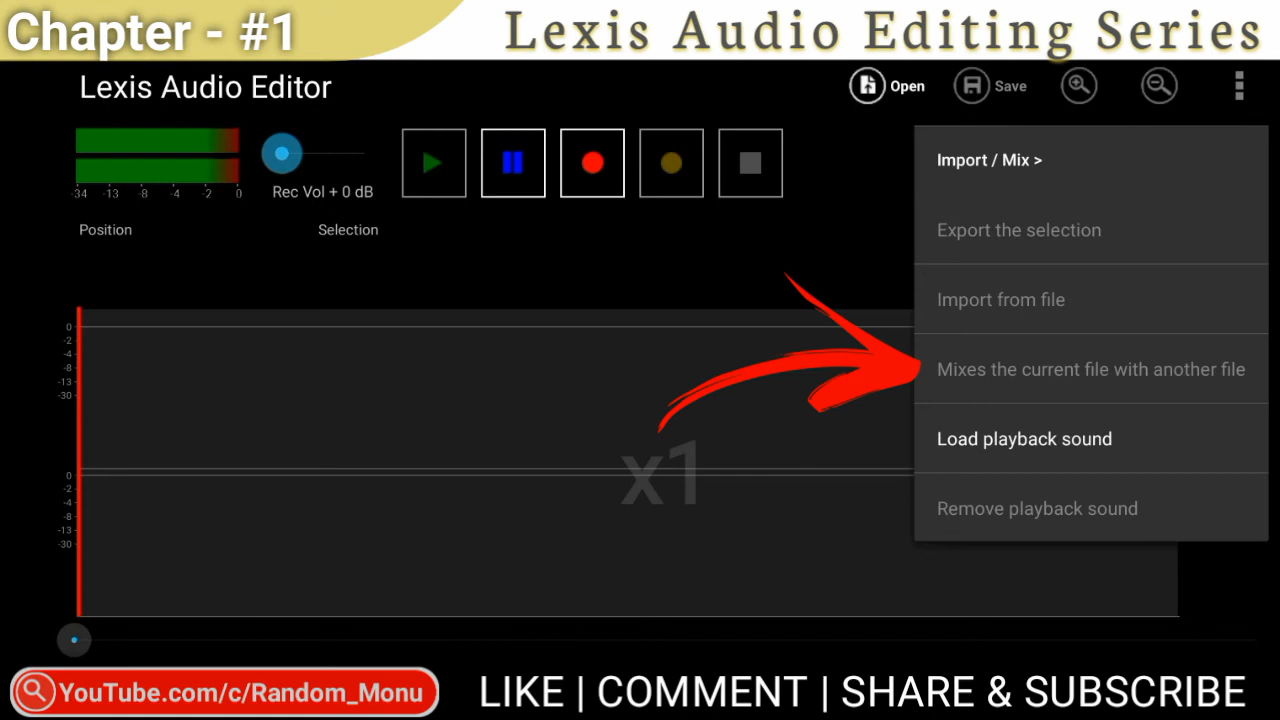 Chapter - #1
Lexis Audio Editing Series
Lexis Audio Editor
Open
Save
-34 -13 -8 -4 -2 0
Rec Vol + 0 dB
Position
Selection
Import / Mix >
Export the selection
Import from file
Mixes the current file with another file
Load playback sound
Remove playback sound
0
-2
-4
-8
-13
-30
x1
0
-2
-4
-8
-13
-30
YouTube.com/c/Random_Monu
LIKE | COMMENT | SHARE & SUBSCRIBE